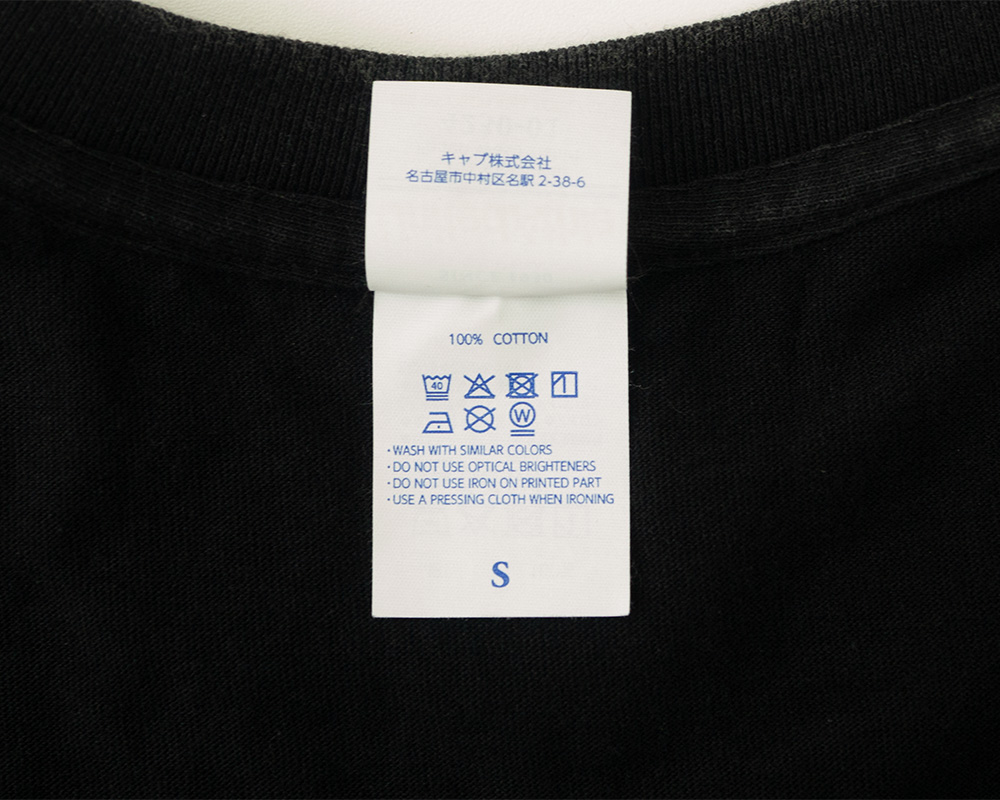 キャブ株式会社
名古屋市中村区名駅 2-38-6
100% COTTON
40
W
・WASH WITH SIMILAR COLORS
・DO NOT USE OPTICAL BRIGHTENERS
・DO NOT USE IRON ON PRINTED PART
・USE A PRESSING CLOTH WHEN IRONING
S